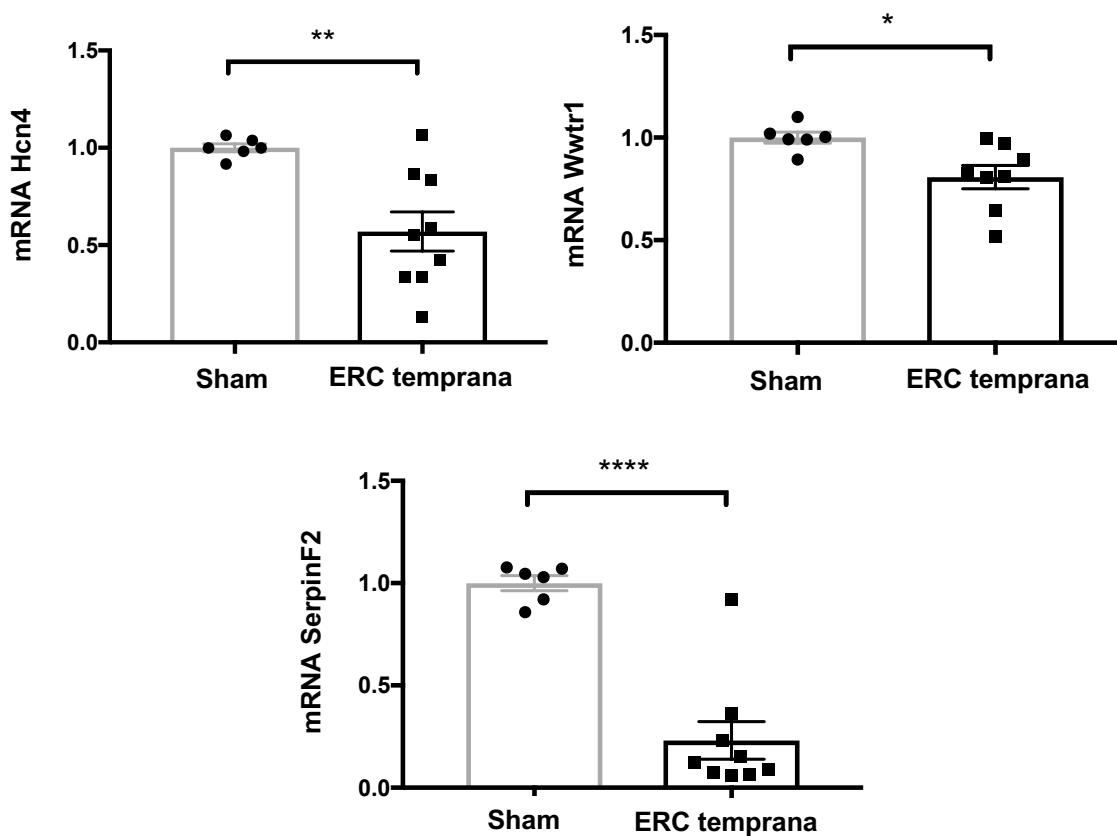 **
1.5
1.0
0.5
0.0
mRNA Hcn4
Sham
ERC temprana
*
1.5
1.0
0.5
0.0
mRNA Wwtr1
Sham
ERC temprana
****
1.5
1.0
0.5
0.0
mRNA SerpinF2
Sham
ERC temprana